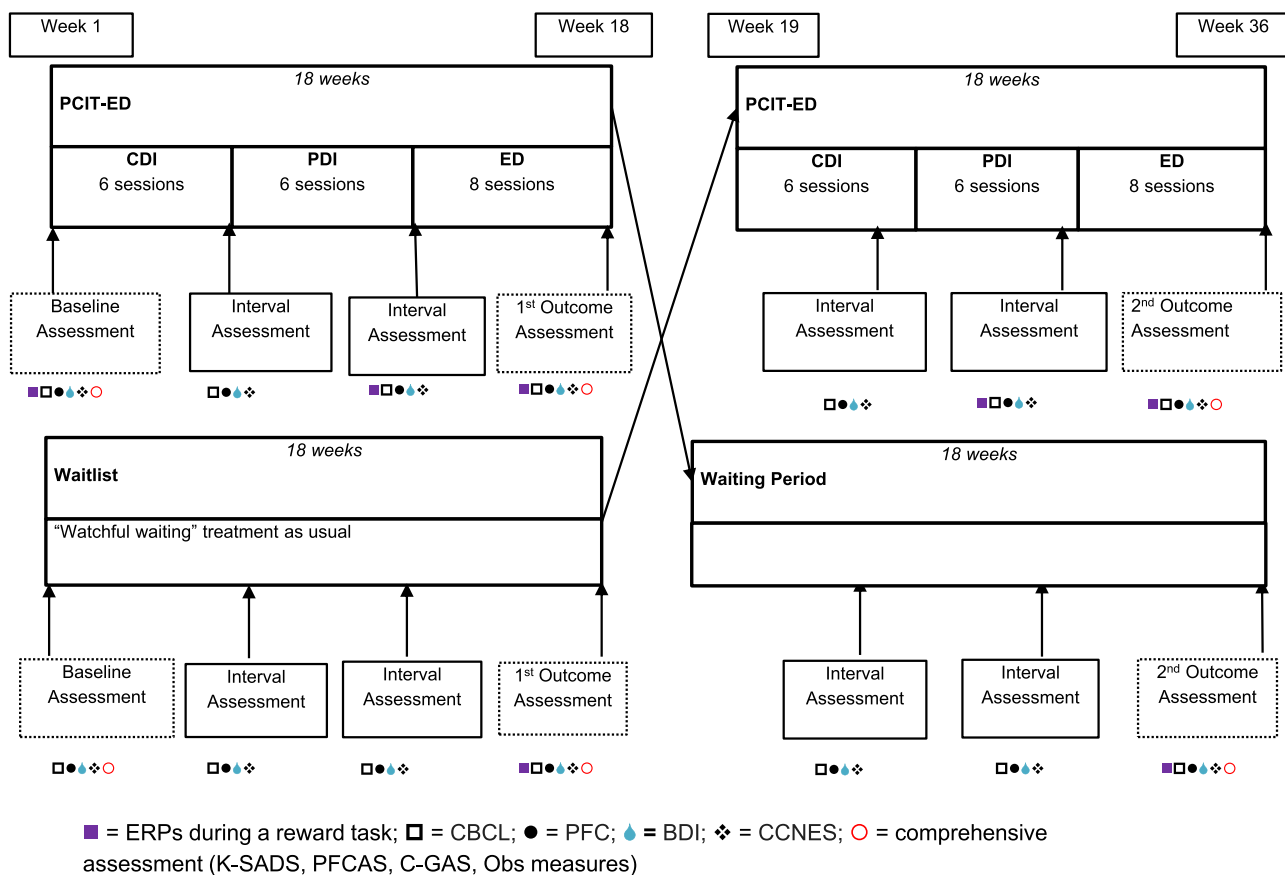 Week 1
Week 18
Week 19
Week 36
18 weeks
PCIT-ED
CDI
6 sessions
PDI
6 sessions
ED
8 sessions
18 weeks
PCIT-ED
CDI
6 sessions
PDI
6 sessions
ED
8 sessions
Baseline
Assessment
Interval
Assessment
Interval
Assessment
1st Outcome
Assessment
Interval
Assessment
Interval
Assessment
2nd Outcome
Assessment
18 weeks
Waitlist
“Watchful waiting” treatment as usual
18 weeks
Waiting Period
Baseline
Assessment
Interval
Assessment
Interval
Assessment
1st Outcome
Assessment
Interval
Assessment
Interval
Assessment
2nd Outcome
Assessment
= ERPs during a reward task; = CBCL; = PFC; = BDI; = CCNES; = comprehensive
assessment (K-SADS, PFCAS, C-GAS, Obs measures)